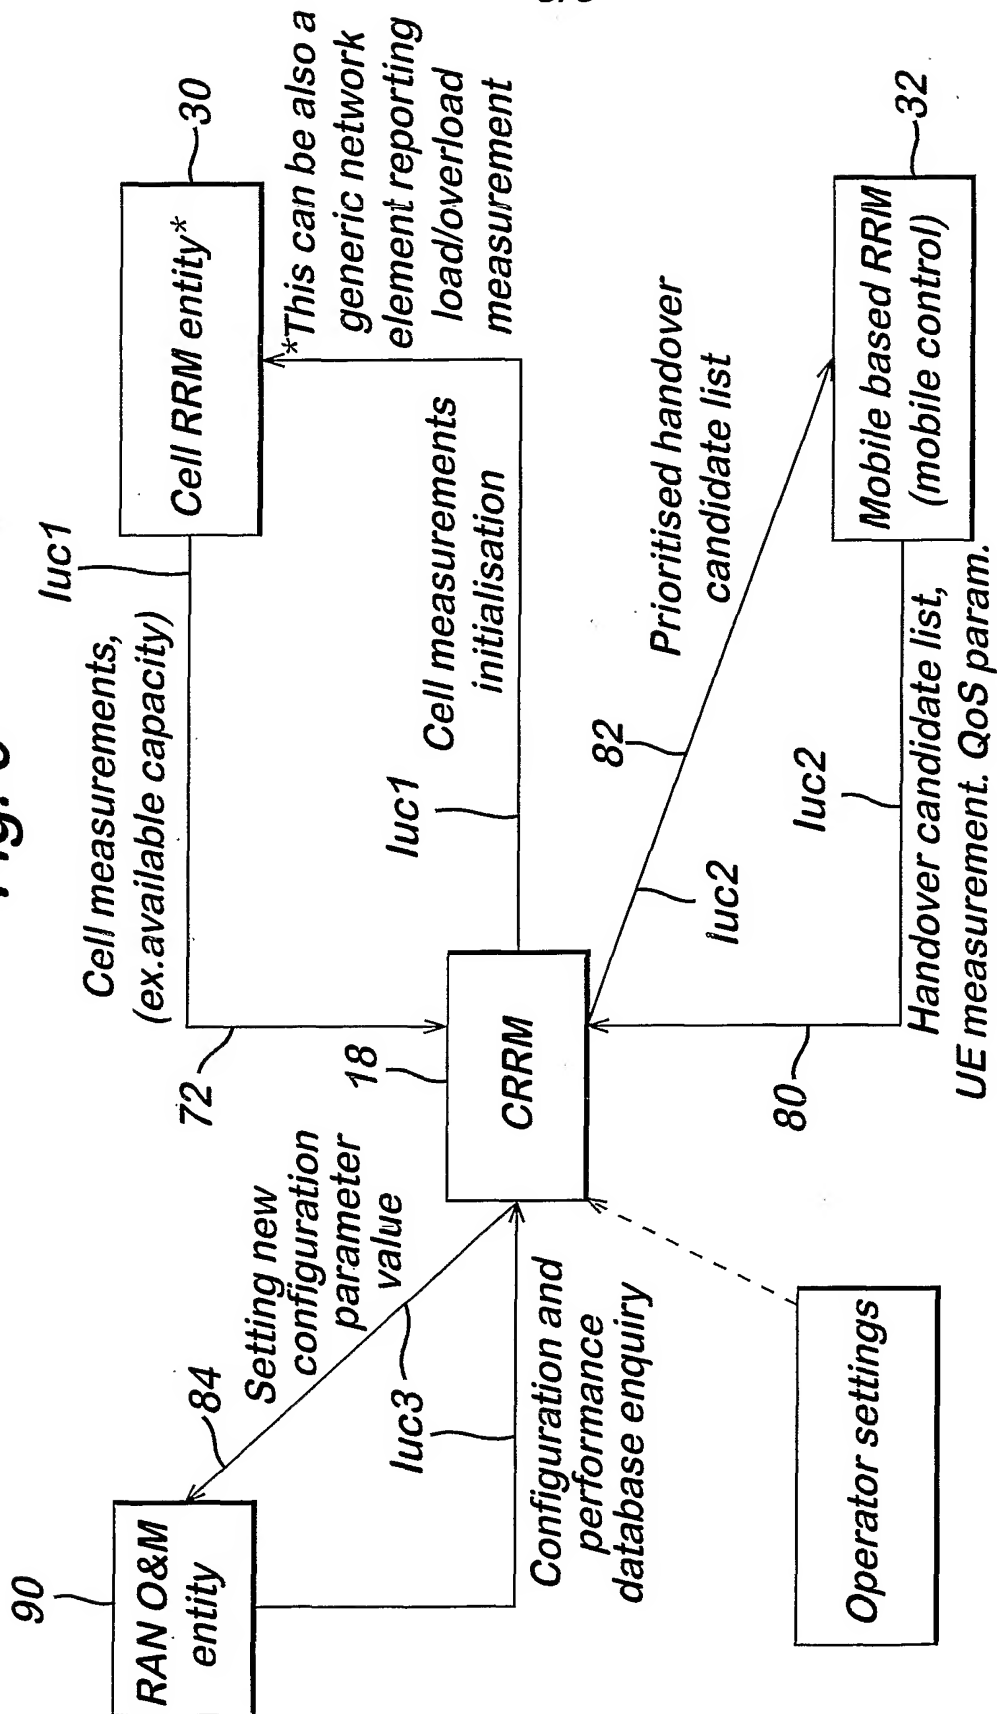 30
Cell RRM entity*
*This can be also a
generic network
element reporting
load/overload
measurement
Iuc1
Cell measurements,
(ex.available capacity)
72
Cell measurements
initialisation
Iuc1
32
Mobile based RRM
(mobile control)
Prioritised handover
candidate list
82
Iuc2
Iuc2
Handover candidate list,
UE measurement. QoS param.
80
18
CRRM
Setting new
configuration
parameter
value
84
Iuc3
Configuration and
performance
database enquiry
90
RAN O&M
entity
Operator settings